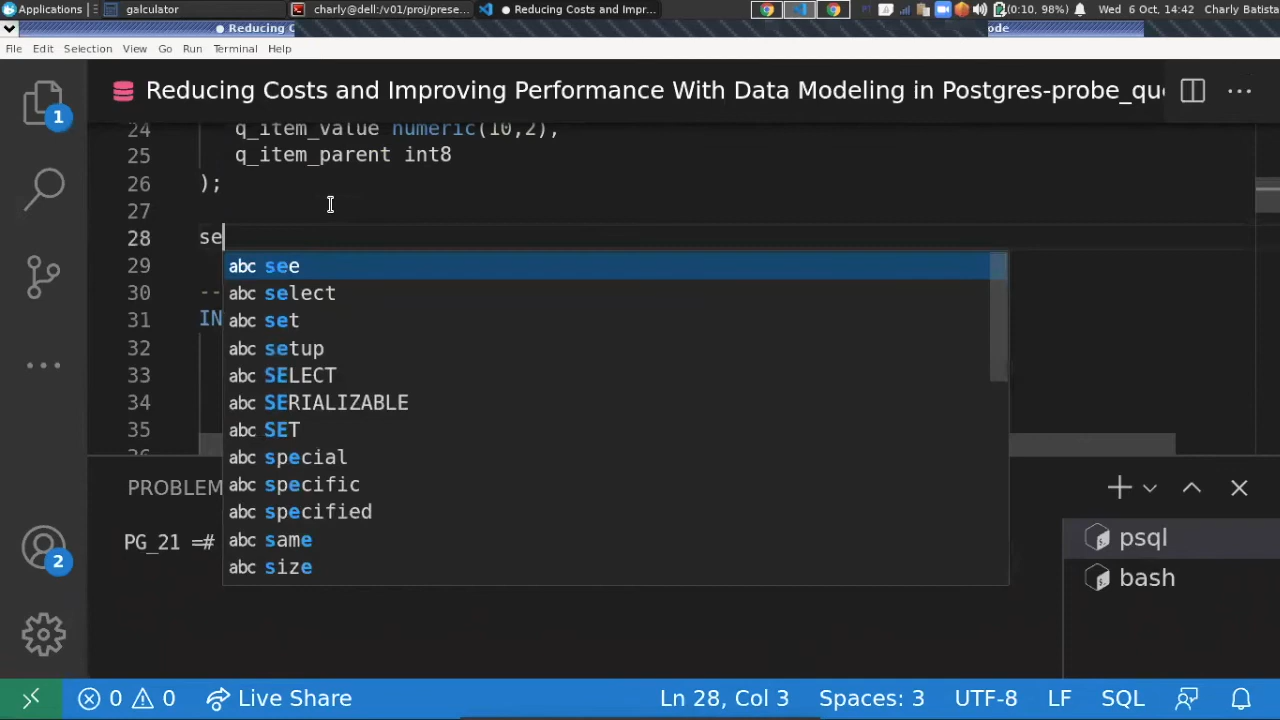 Applications galculator charly@dell:/v01/proj/prese... Reducing Costs and Impr... (0:10, 98%) Wed 6 Oct, 14:42 Charly Batista
Reducing C ode
File Edit Selection View Go Run Terminal Help
1 Reducing Costs and Improving Performance With Data Modeling in Postgres-probe_que
24 q_item_value numeric(10,2),
25 q_item_parent int8
26 );
27
28 se
29 abc see
30 -- abc select
31 IN abc set
32 abc setup
33 abc SELECT
34 abc SERIALIZABLE
35 abc SET
abc special
PROBLEM abc specific
abc specified
PG_21 =# abc same psql
2 abc size bash
0 0 Live Share Ln 28, Col 3 Spaces: 3 UTF-8 LF SQL